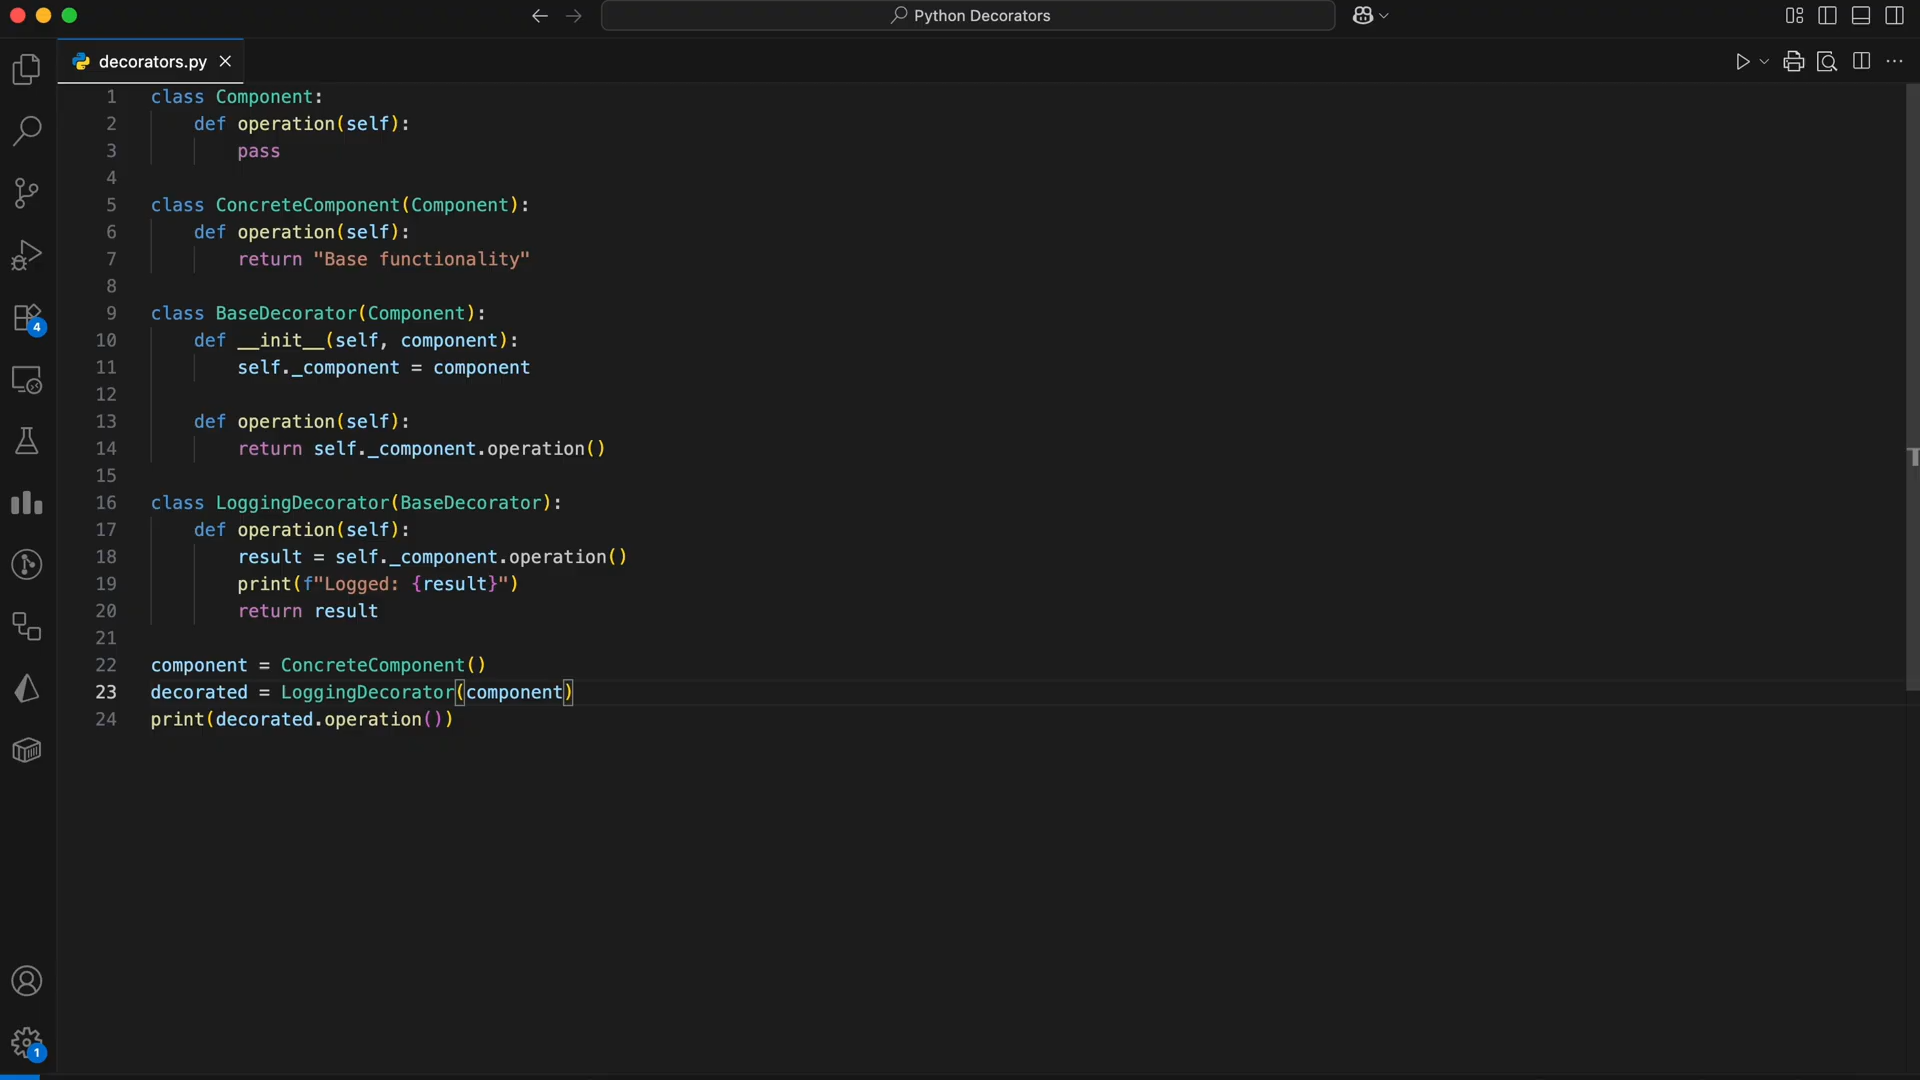 Python Decorators
decorators.py
1 class Component:
2     def operation(self):
3         pass
4
5 class ConcreteComponent(Component):
6     def operation(self):
7         return "Base functionality"
8
9 class BaseDecorator(Component):
10     def __init__(self, component):
11         self._component = component
12
13     def operation(self):
14         return self._component.operation()
15
16 class LoggingDecorator(BaseDecorator):
17     def operation(self):
18         result = self._component.operation()
19         print(f"Logged: {result}")
20         return result
21
22 component = ConcreteComponent()
23 decorated = LoggingDecorator(component)
24 print(decorated.operation())
4
1